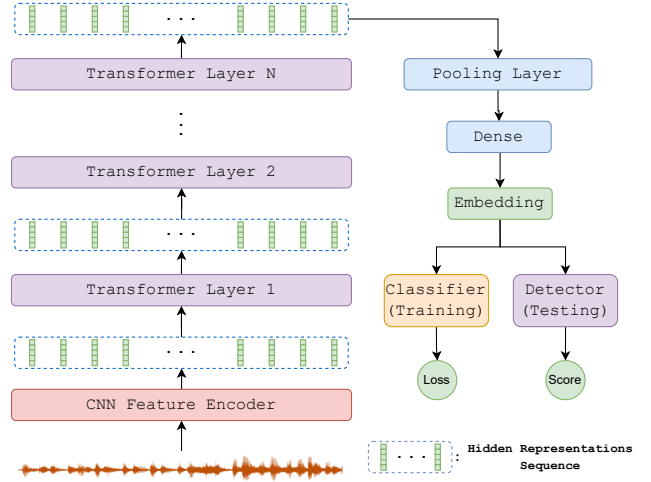 Transformer Layer N
Transformer Layer 2
Transformer Layer 1
CNN Feature Encoder
Pooling Layer
Dense
Embedding
Classifier
(Training)
Detector
(Testing)
Loss
Score
: Hidden Representations
Sequence